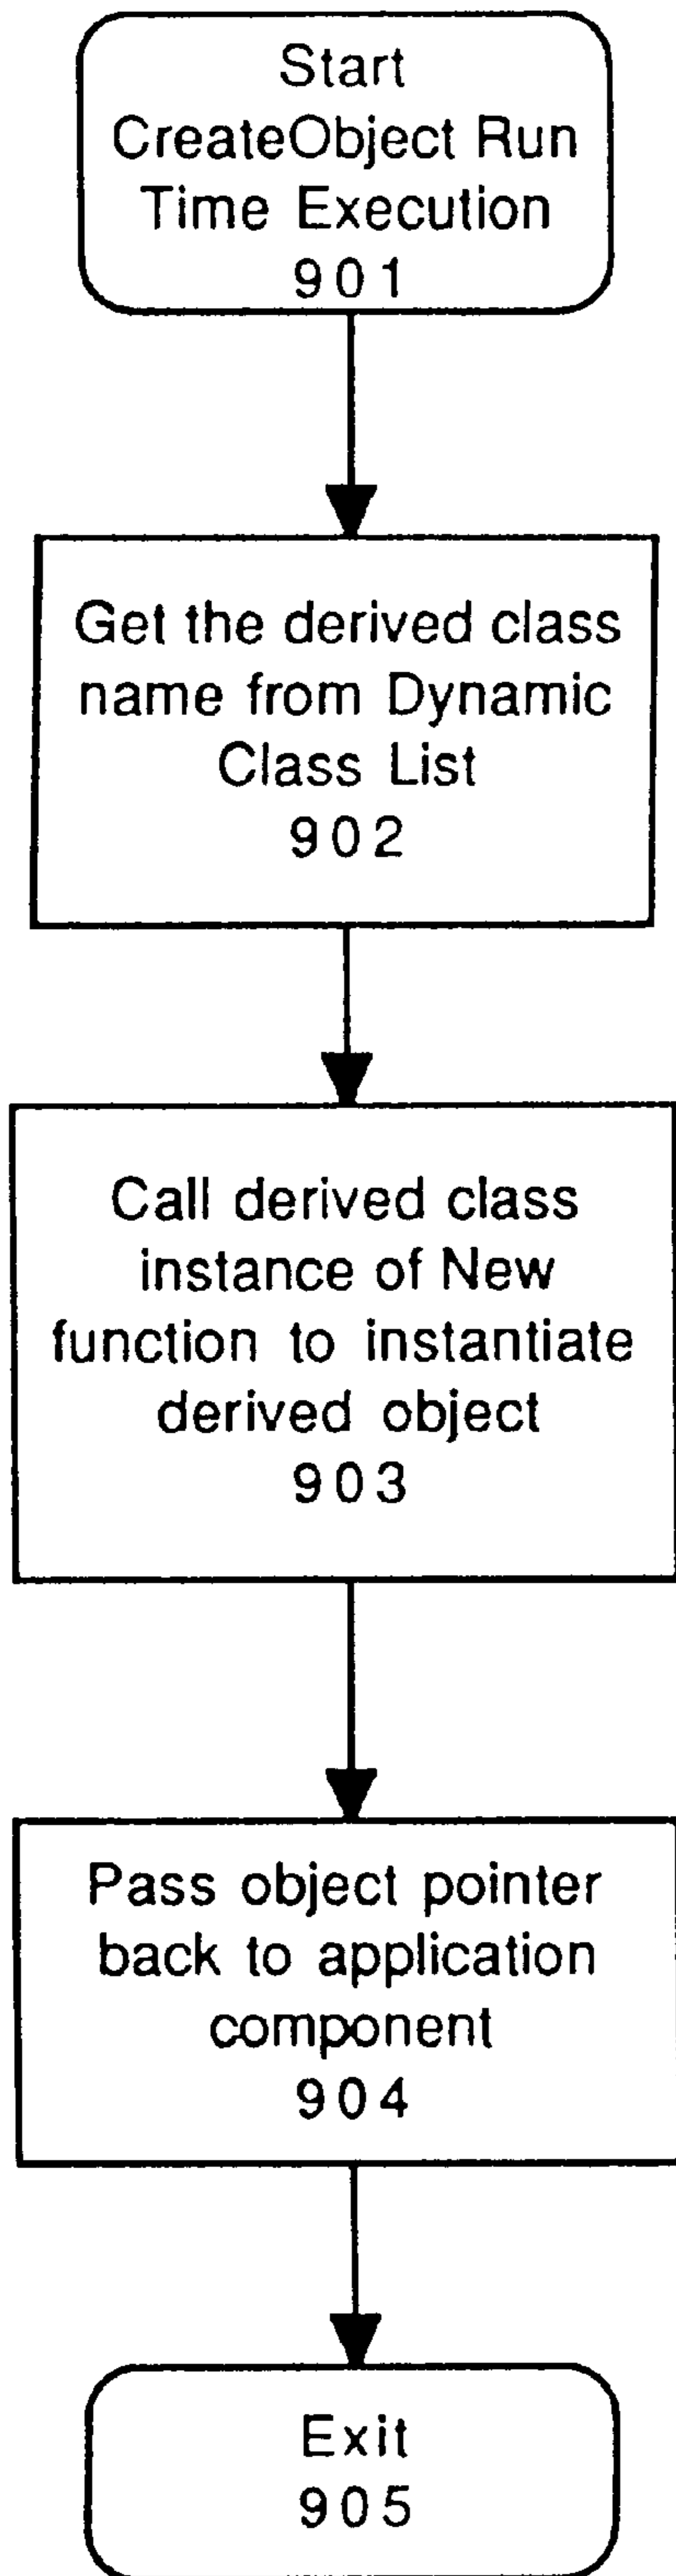 Start
CreateObject Run
Time Execution
901
Get the derived class
name from Dynamic
Class List
902
Call derived class
instance of New
function to instantiate
derived object
903
Pass object pointer
back to application
component
904
Exit
905